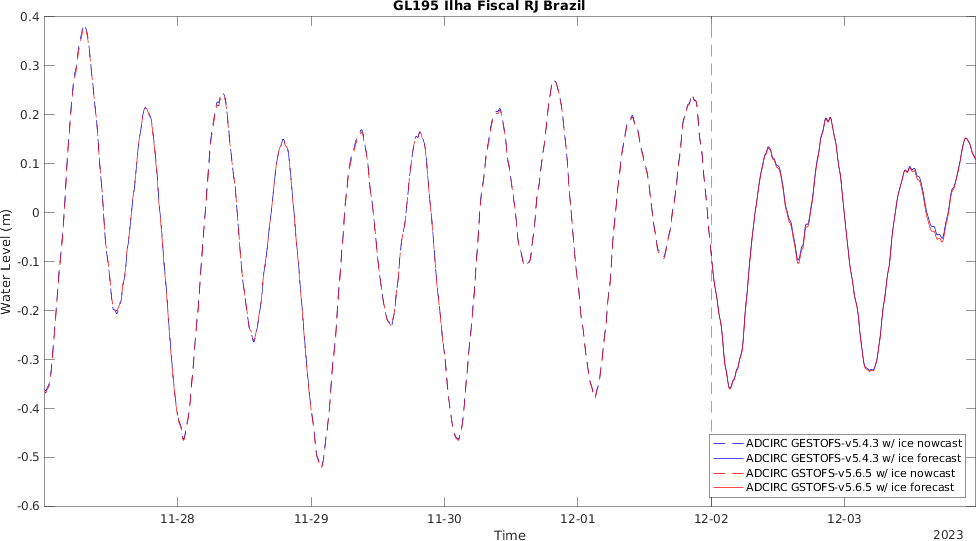 GL195 Ilha Fiscal RJ Brazil
0.4
0.3
0.2
0.1
0
-0.1
-0.2
-0.3
-0.4
-0.5
-0.6
Water Level (m)
11-28 11-29 11-30 12-01 12-02 12-03
Time
2023
ADCIRC GESTOFS-v5.4.3 w/ ice nowcast
ADCIRC GESTOFS-v5.4.3 w/ ice forecast
ADCIRC GSTOFS-v5.6.5 w/ ice nowcast
ADCIRC GSTOFS-v5.6.5 w/ ice forecast